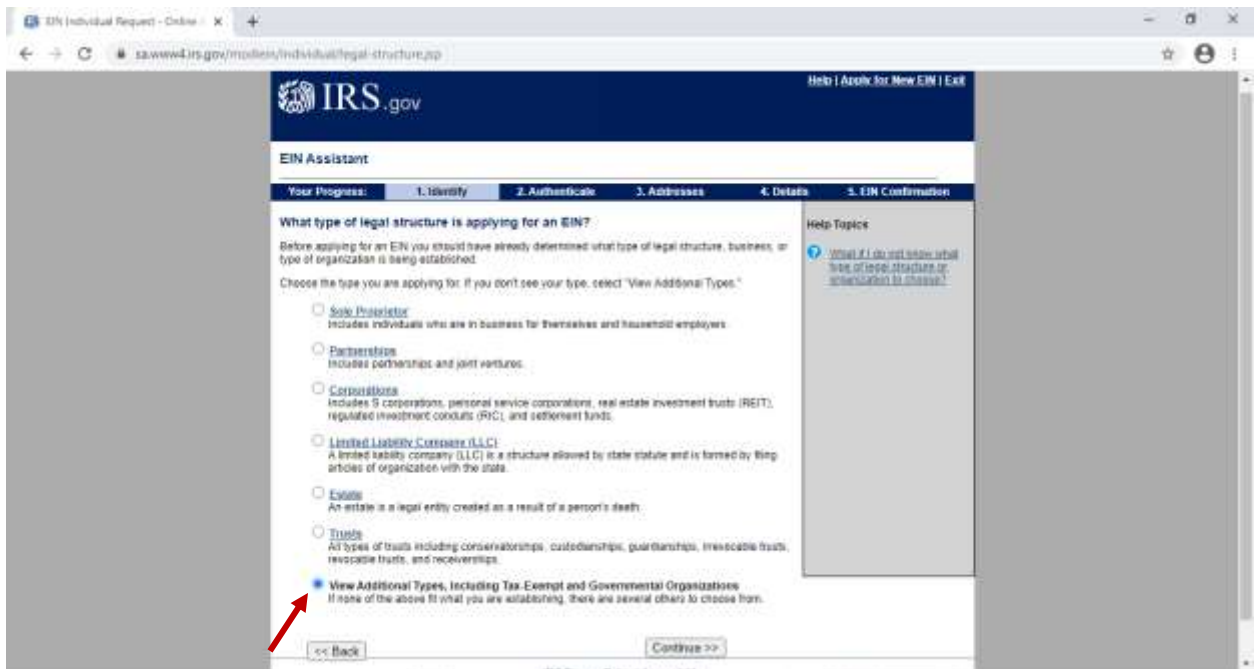 EIN Individual Request - Online
sa.www4.irs.gov/modiein/individual/legal-structure.jsp
IRS.gov
Help | Apply for New EIN | Exit
EIN Assistant
Your Progress: 1. Identify 2. Authenticate 3. Addresses 4. Details 5. EIN Confirmation
What type of legal structure is applying for an EIN?
Before applying for an EIN you should have already determined what type of legal structure, business, or
type of organization is being established.
Choose the type you are applying for. If you don't see your type, select "View Additional Types."
Sole Proprietor
Includes individuals who are in business for themselves and household employers.
Partnerships
Includes partnerships and joint ventures.
Corporations
Includes S corporations, personal service corporations, real estate investment trusts (REIT),
regulated investment conduits (RIC), and settlement funds.
Limited Liability Company (LLC)
A limited liability company (LLC) is a structure allowed by state statute and is formed by filing
articles of organization with the state.
Estate
An estate is a legal entity created as a result of a person's death.
Trusts
All types of trusts including conservatorships, custodianships, guardianships, irrevocable trusts,
revocable trusts, and receiverships.
View Additional Types, Including Tax-Exempt and Governmental Organizations
If none of the above fit what you are establishing, there are several others to choose from.
<< Back
Continue >>
Help Topics
What if I do not know what
type of legal structure or
organization to choose?